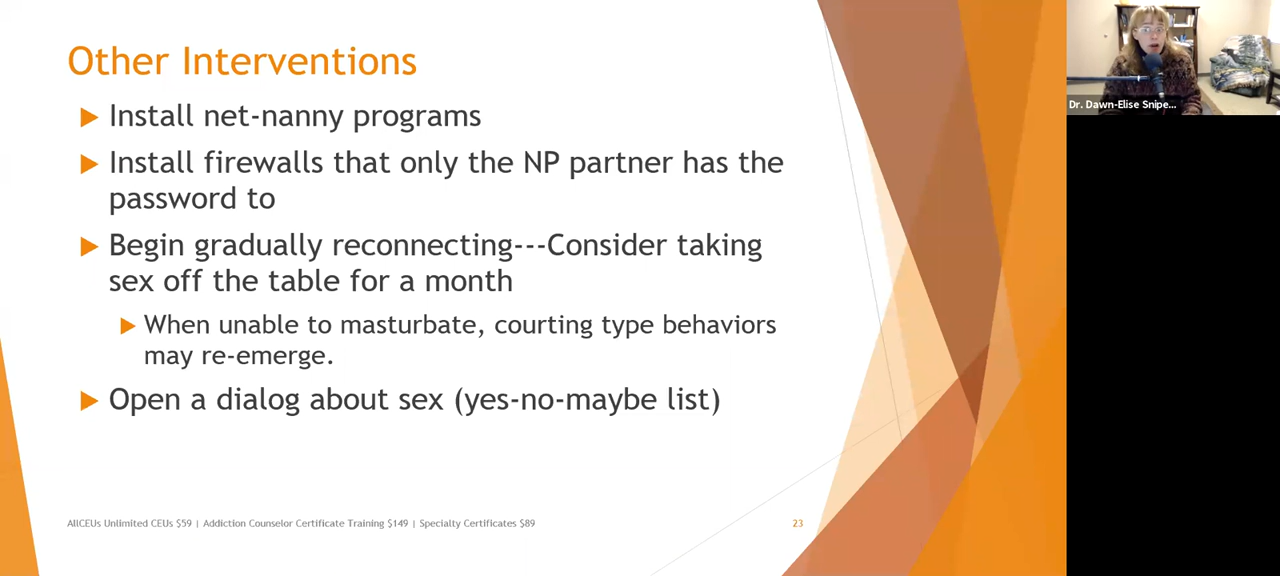 Other Interventions
Install net-nanny programs
Install firewalls that only the NP partner has the
password to
Begin gradually reconnecting---Consider taking
sex off the table for a month
When unable to masturbate, courting type behaviors
may re-emerge.
Open a dialog about sex (yes-no-maybe list)
AllCEUs Unlimited CEUs $59 | Addiction Counselor Certificate Training $149 | Specialty Certificates $89
23
Dr. Dawn-Elise Snipe...